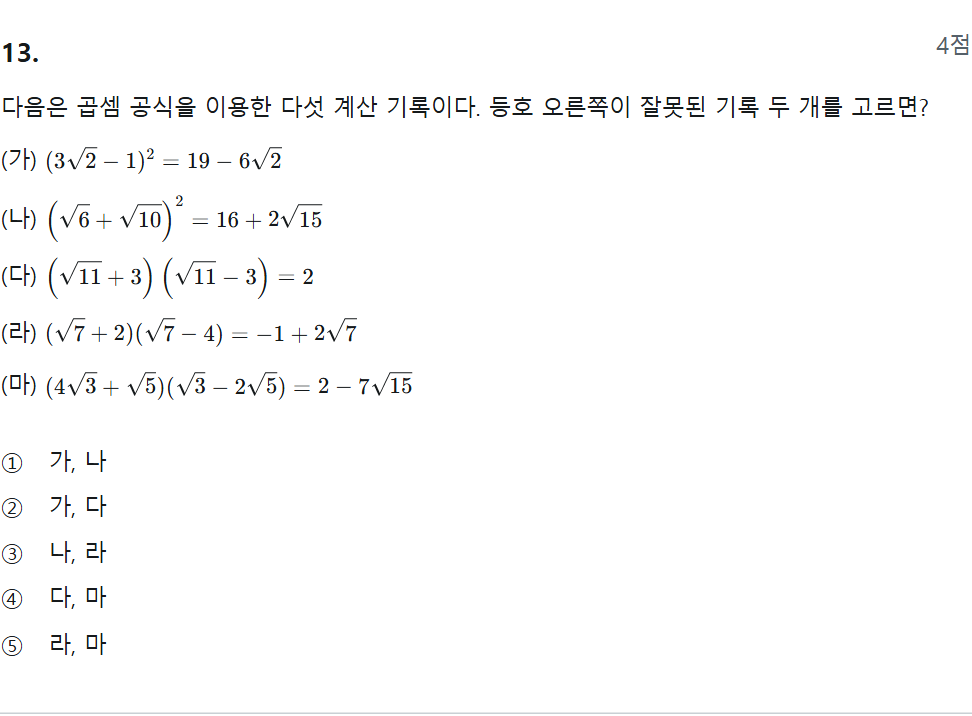 13.
4점
다음은 곱셈 공식을 이용한 다섯 계산 기록이다. 등호 오른쪽이 잘못된 기록 두 개를 고르면?
(가) (3√2 − 1)² = 19 − 6√2
(나) (√6 + √10)² = 16 + 2√15
(다) (√11 + 3)(√11 − 3) = 2
(라) (√7 + 2)(√7 − 4) = −1 + 2√7
(마) (4√3 + √5)(√3 − 2√5) = 2 − 7√15
① 가, 나
② 가, 다
③ 나, 라
④ 다, 마
⑤ 라, 마